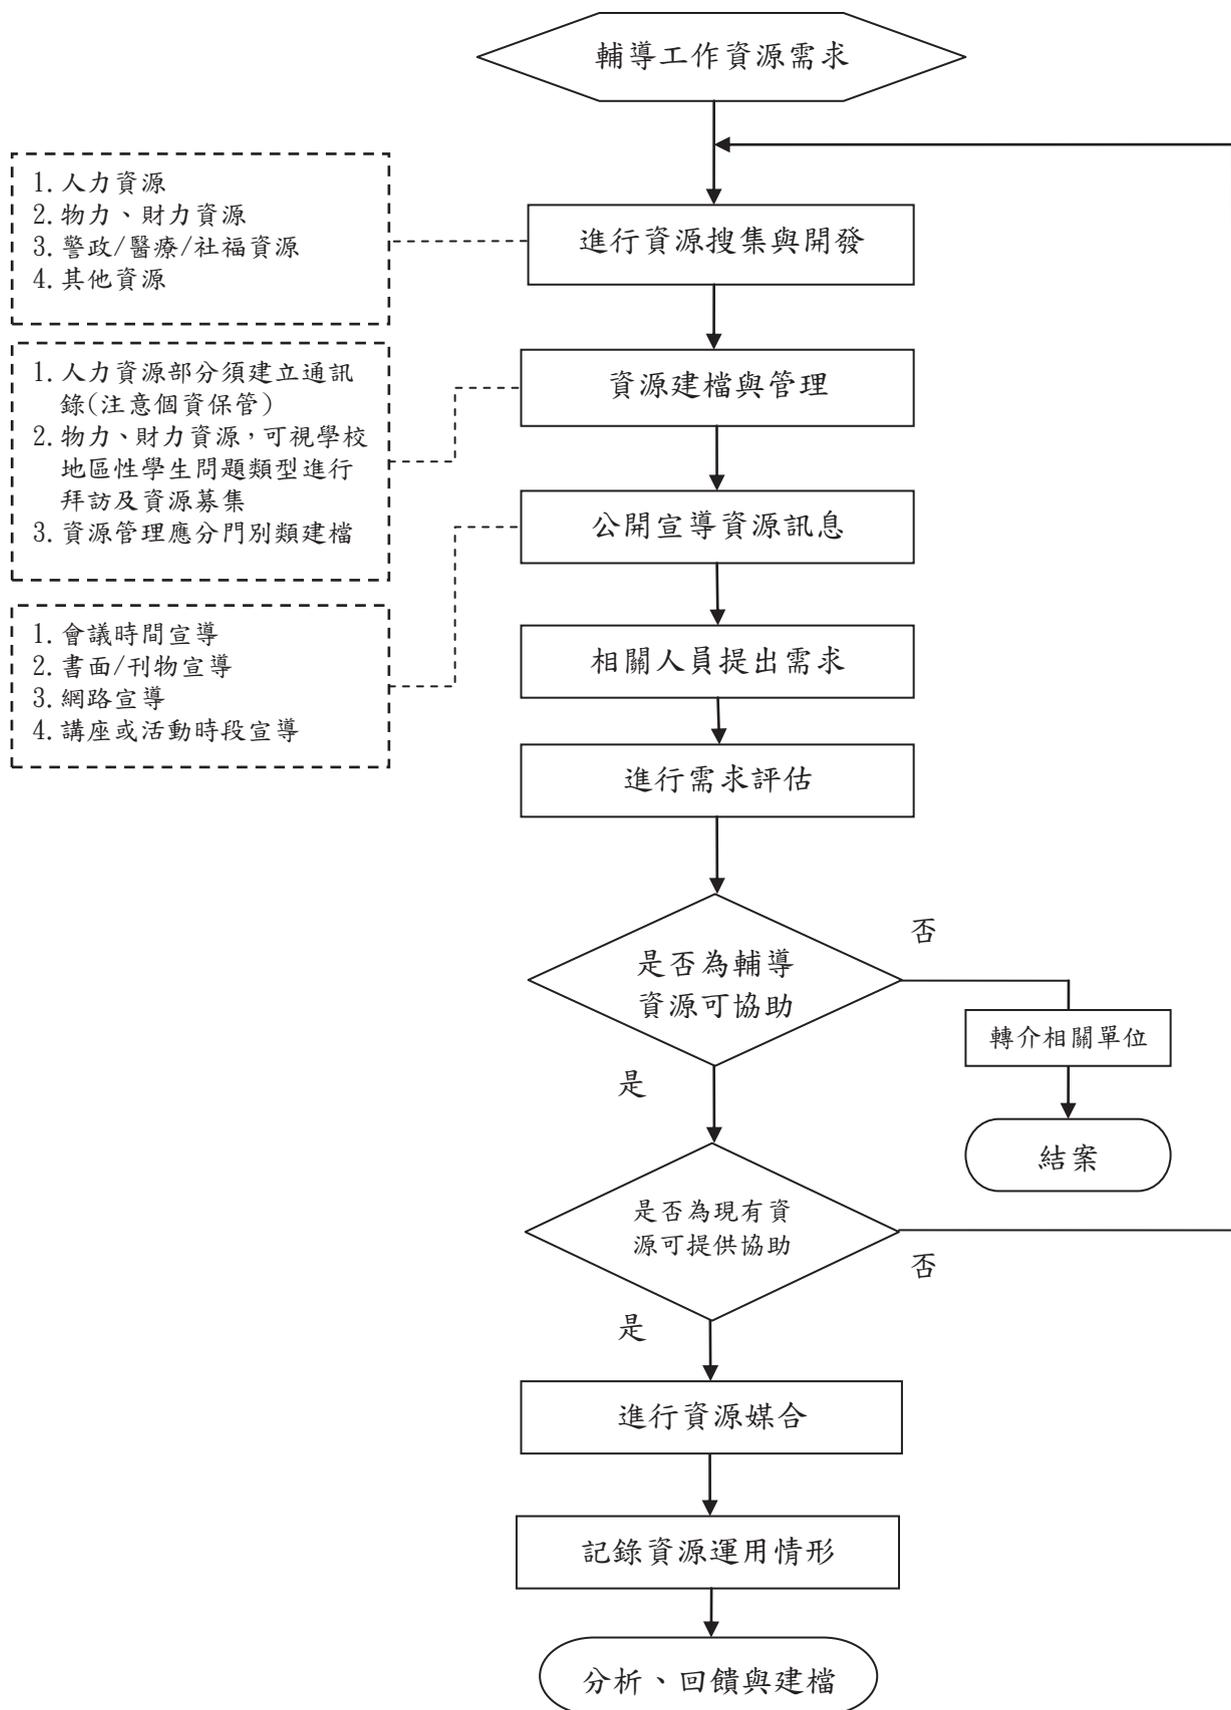 輔導工作資源需求
1.人力資源
2.物力、財力資源
3.警政/醫療/社福資源
4.其他資源
進行資源搜集與開發
1.人力資源部分須建立通訊
錄(注意個資保管)
2.物力、財力資源，可視學校
地區性學生問題類型進行
拜訪及資源募集
3.資源管理應分門別類建檔
資源建檔與管理
公開宣導資源訊息
1.會議時間宣導
2.書面/刊物宣導
3.網路宣導
4.講座或活動時段宣導
相關人員提出需求
進行需求評估
是否為輔導
資源可協助
否
轉介相關單位
結案
是
是否為現有資
源可提供協助
否
是
進行資源媒合
記錄資源運用情形
分析、回饋與建檔